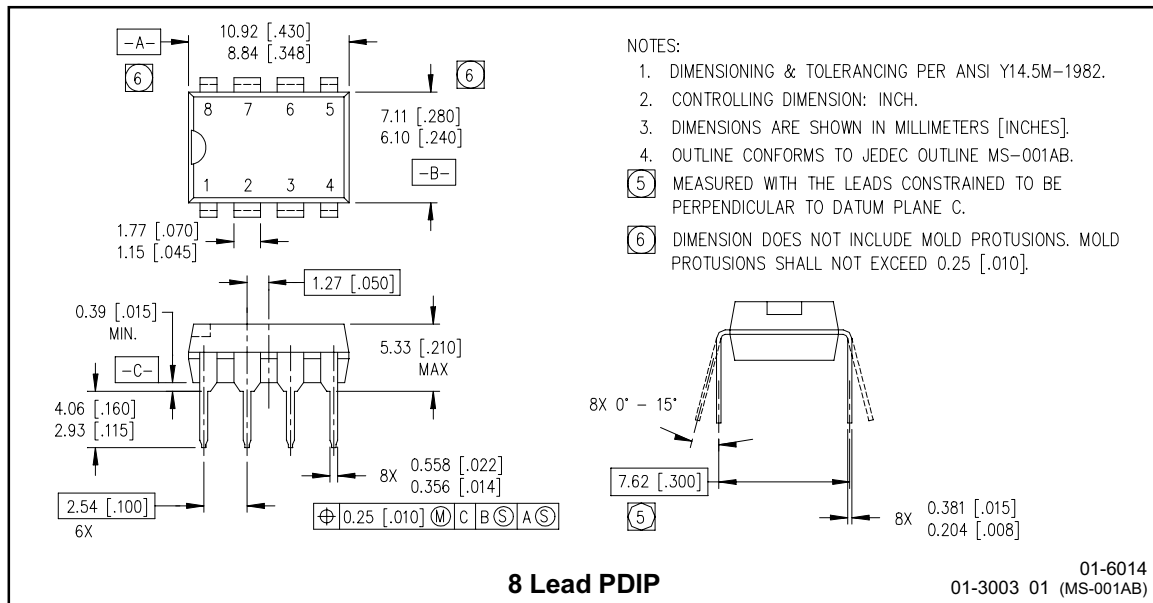 -A-
10.92 [.430]
8.84 [.348]
6
6
8 7 6 5
7.11 [.280]
6.10 [.240]
-B-
1 2 3 4
1.77 [.070]
1.15 [.045]
1.27 [.050]
0.39 [.015]
MIN.
5.33 [.210]
MAX
-C-
4.06 [.160]
2.93 [.115]
8X 0.558 [.022]
0.356 [.014]
2.54 [.100]
6X
⌖ 0.25 [.010] Ⓜ C B Ⓢ A Ⓢ
NOTES:
1. DIMENSIONING & TOLERANCING PER ANSI Y14.5M-1982.
2. CONTROLLING DIMENSION: INCH.
3. DIMENSIONS ARE SHOWN IN MILLIMETERS [INCHES].
4. OUTLINE CONFORMS TO JEDEC OUTLINE MS-001AB.
5 MEASURED WITH THE LEADS CONSTRAINED TO BE
PERPENDICULAR TO DATUM PLANE C.
6 DIMENSION DOES NOT INCLUDE MOLD PROTUSIONS. MOLD
PROTUSIONS SHALL NOT EXCEED 0.25 [.010].
8X 0° - 15°
7.62 [.300]
5
8X 0.381 [.015]
0.204 [.008]
8 Lead PDIP
01-6014
01-3003 01 (MS-001AB)